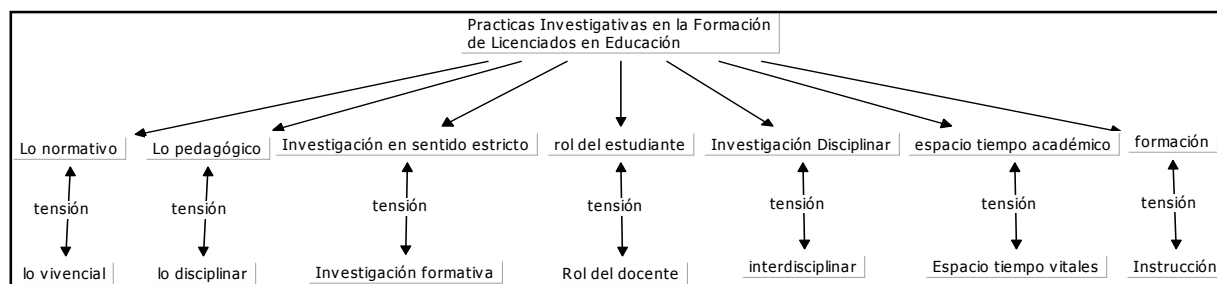 Practicas Investigativas en la Formación
de Licenciados en Educación
Lo normativo
Lo pedagógico
Investigación en sentido estricto
rol del estudiante
Investigación Disciplinar
espacio tiempo académico
formación
tensión
tensión
tensión
tensión
tensión
tensión
tensión
lo vivencial
lo disciplinar
Investigación formativa
Rol del docente
interdisciplinar
Espacio tiempo vitales
Instrucción